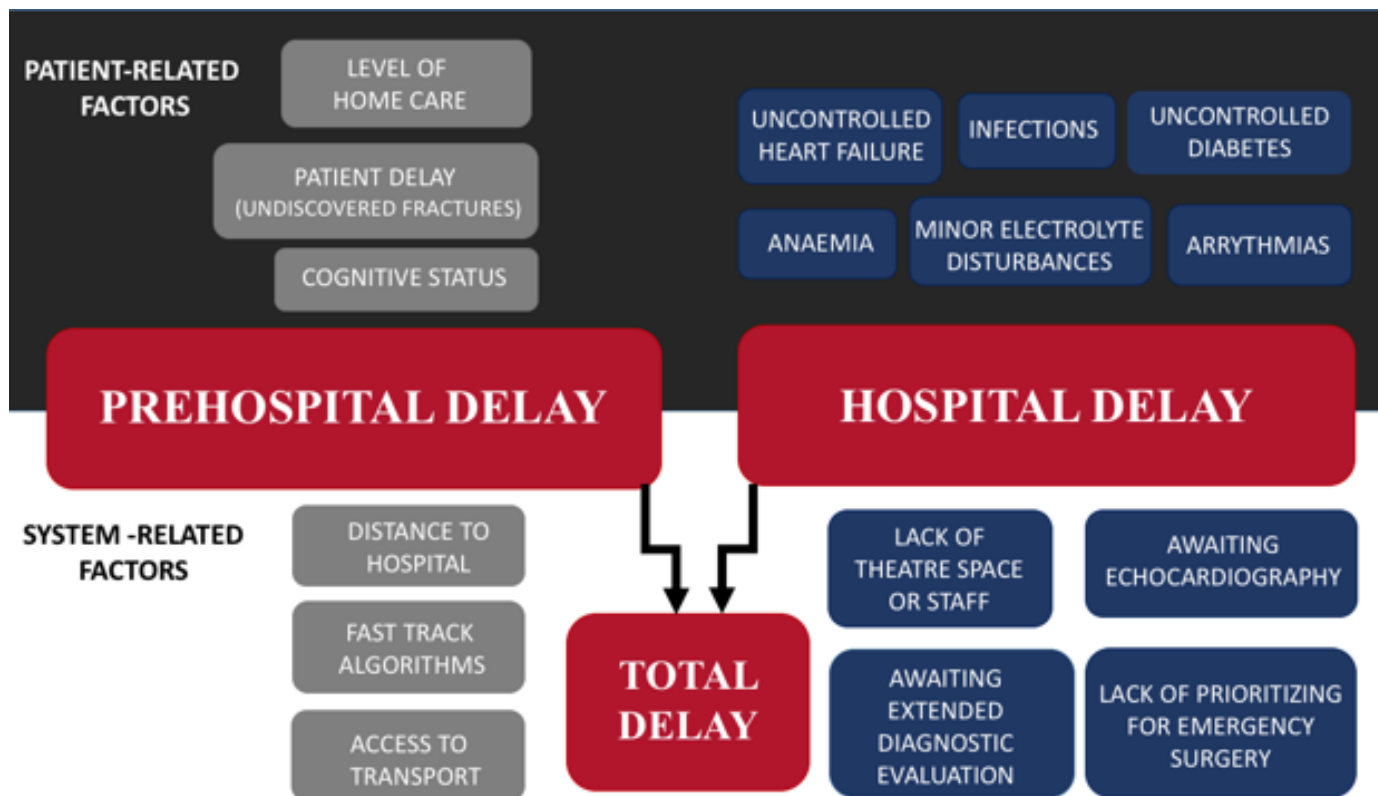 PATIENT-RELATED
FACTORS
LEVEL OF
HOME CARE
PATIENT DELAY
(UNDISCOVERED FRACTURES)
COGNITIVE STATUS
UNCONTROLLED
HEART FAILURE
INFECTIONS
UNCONTROLLED
DIABETES
ANAEMIA
MINOR ELECTROLYTE
DISTURBANCES
ARRYTHMIAS
PREHOSPITAL DELAY
HOSPITAL DELAY
SYSTEM -RELATED
FACTORS
DISTANCE TO
HOSPITAL
FAST TRACK
ALGORITHMS
ACCESS TO
TRANSPORT
TOTAL
DELAY
LACK OF
THEATRE SPACE
OR STAFF
AWAITING
ECHOCARDIOGRAPHY
AWAITING
EXTENDED
DIAGNOSTIC
EVALUATION
LACK OF PRIORITIZING
FOR EMERGENCY
SURGERY